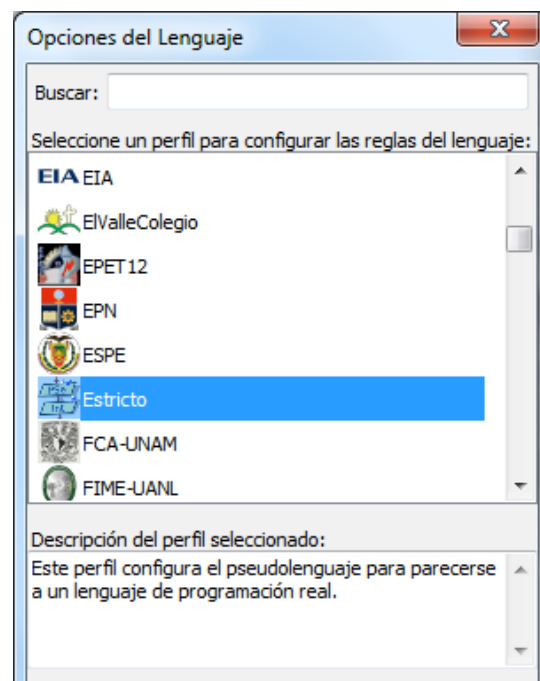 Opciones del Lenguaje
Buscar:
Seleccione un perfil para configurar las reglas del lenguaje:
EIA EIA
ElValleColegio
EPET12
EPN
ESPE
Estricto
FCA-UNAM
FIME-UANL
Descripción del perfil seleccionado:
Este perfil configura el pseudolenguaje para parecerse
a un lenguaje de programación real.